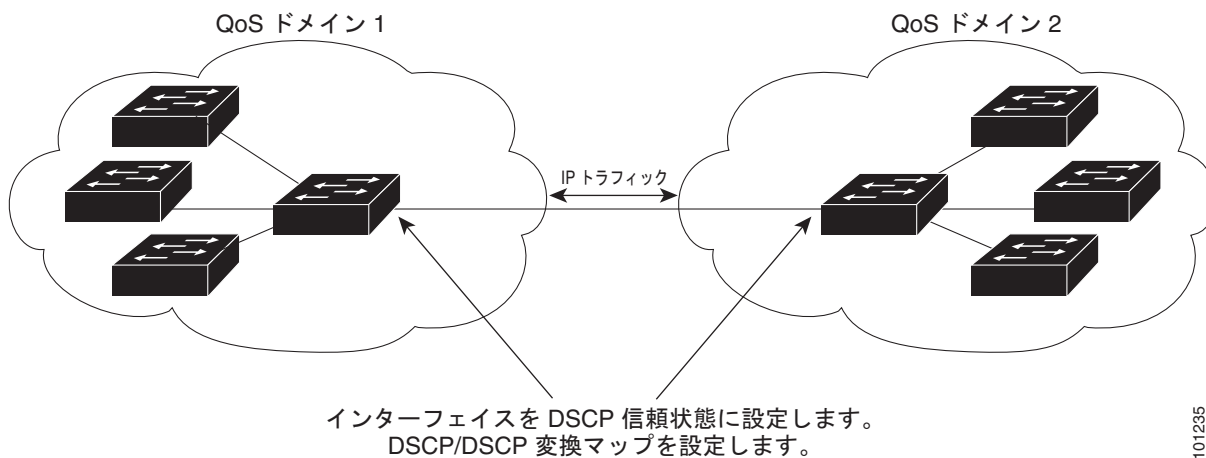 QoS ドメイン 1
QoS ドメイン 2
IP トラフィック
インターフェイスを DSCP 信頼状態に設定します。
DSCP/DSCP 変換マップを設定します。
101235